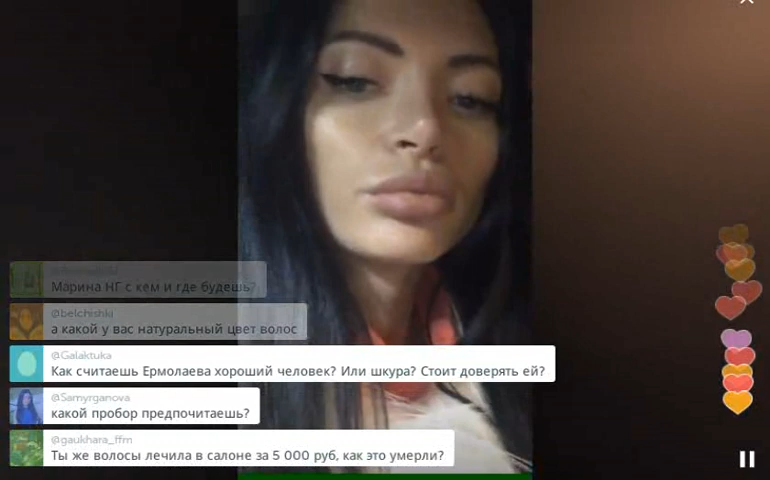 Марина НГ с кем и где будешь?
@belchishkj
а какой у вас натуральный цвет волос
@Galaktuka
Как считаешь Ермолаева хороший человек? Или шкура? Стоит доверять ей?
@Samyrganova
какой пробор предпочитаешь?
@gaukhara_ffm
Ты же волосы лечила в салоне за 5 000 руб, как это умерли?